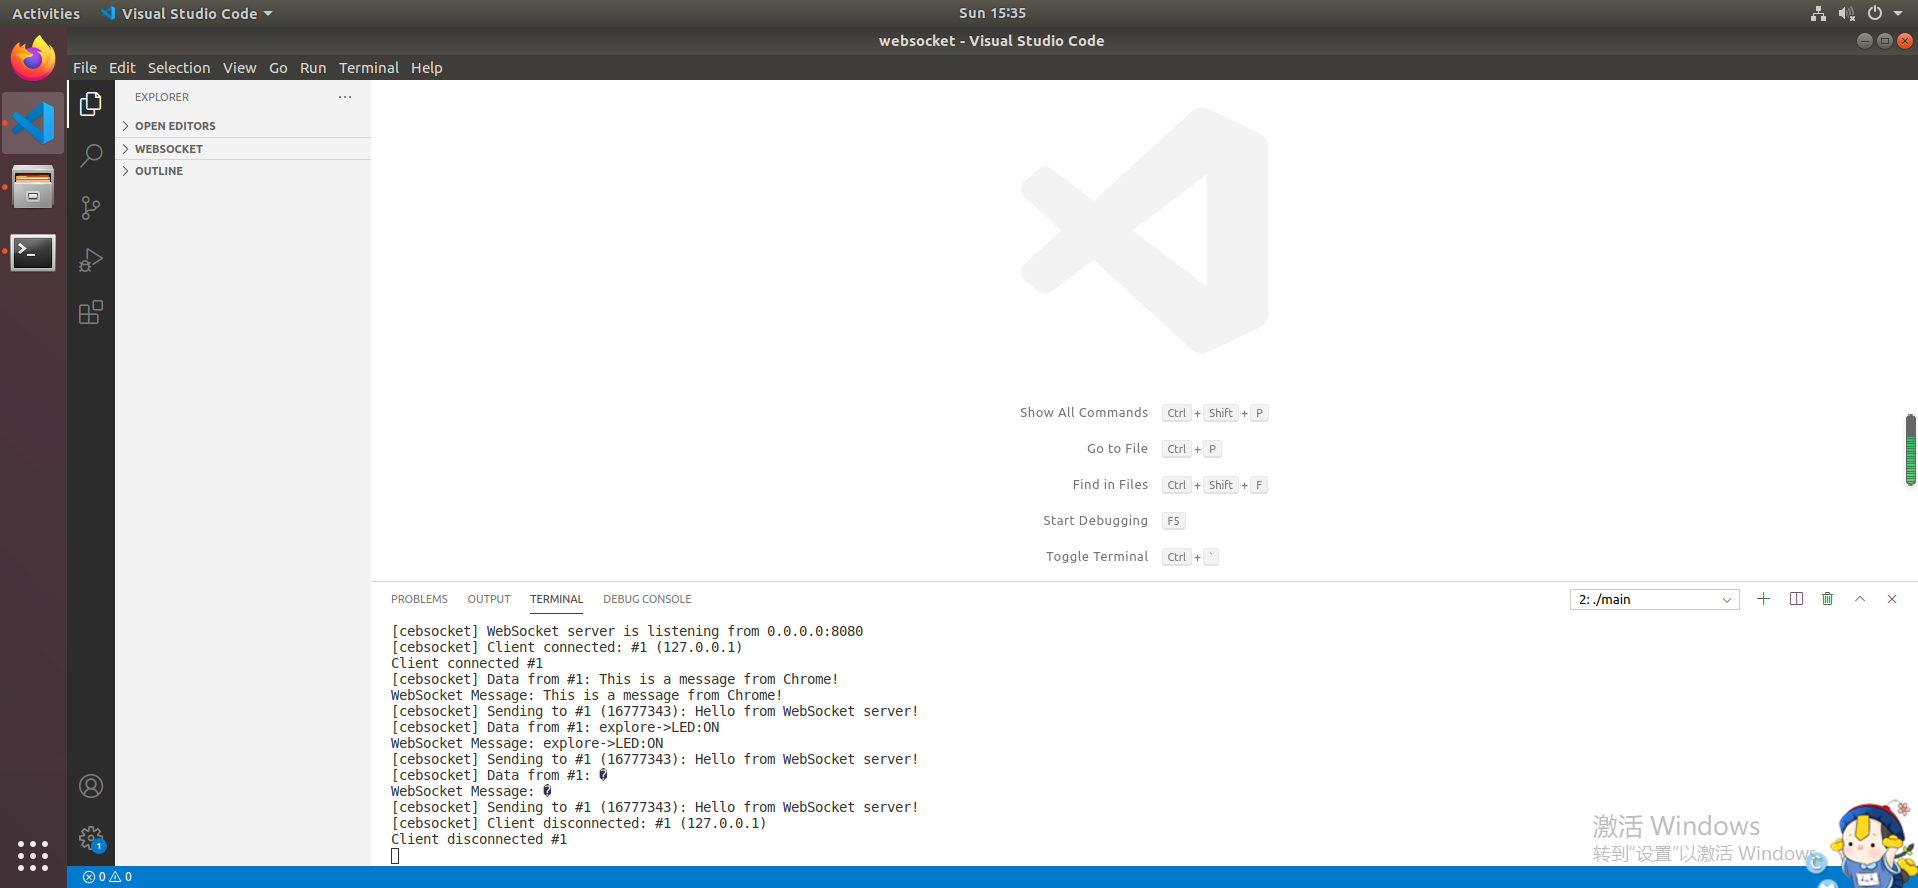 Activities Visual Studio Code Sun 15:35
websocket - Visual Studio Code
File Edit Selection View Go Run Terminal Help
EXPLORER ···
OPEN EDITORS
WEBSOCKET
OUTLINE
Show All Commands Ctrl + Shift + P
Go to File Ctrl + P
Find in Files Ctrl + Shift + F
Start Debugging F5
Toggle Terminal Ctrl + `
PROBLEMS OUTPUT TERMINAL DEBUG CONSOLE 2: ./main
[cebsocket] WebSocket server is listening from 0.0.0.0:8080
[cebsocket] Client connected: #1 (127.0.0.1)
Client connected #1
[cebsocket] Data from #1: This is a message from Chrome!
WebSocket Message: This is a message from Chrome!
[cebsocket] Sending to #1 (16777343): Hello from WebSocket server!
[cebsocket] Data from #1: explore->LED:ON
WebSocket Message: explore->LED:ON
[cebsocket] Sending to #1 (16777343): Hello from WebSocket server!
[cebsocket] Data from #1: �
WebSocket Message: �
[cebsocket] Sending to #1 (16777343): Hello from WebSocket server!
[cebsocket] Client disconnected: #1 (127.0.0.1)
Client disconnected #1
激活 Windows
转到“设置”以激活 Windows
C
1
0 0